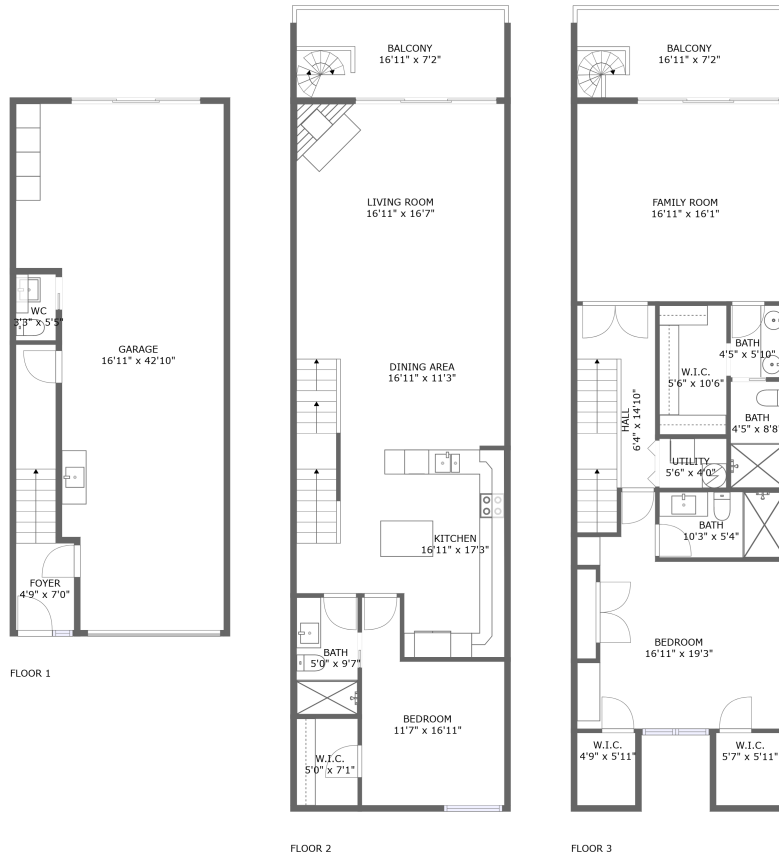 BALCONY
16'11" x 7'2"
BALCONY
16'11" x 7'2"
LIVING ROOM
16'11" x 16'7"
FAMILY ROOM
16'11" x 16'1"
WC
3'3" x 5'5"
GARAGE
16'11" x 42'10"
DINING AREA
16'11" x 11'3"
W.I.C.
5'6" x 10'6"
BATH
4'5" x 5'10"
HALL
6'4" x 14'10"
BATH
4'5" x 8'8"
UTILITY
5'6" x 4'0"
KITCHEN
16'11" x 17'3"
BATH
10'3" x 5'4"
FOYER
4'9" x 7'0"
BATH
5'0" x 9'7"
BEDROOM
16'11" x 19'3"
BEDROOM
11'7" x 16'11"
W.I.C.
5'0" x 7'1"
W.I.C.
4'9" x 5'11"
W.I.C.
5'7" x 5'11"
FLOOR 1
FLOOR 2
FLOOR 3